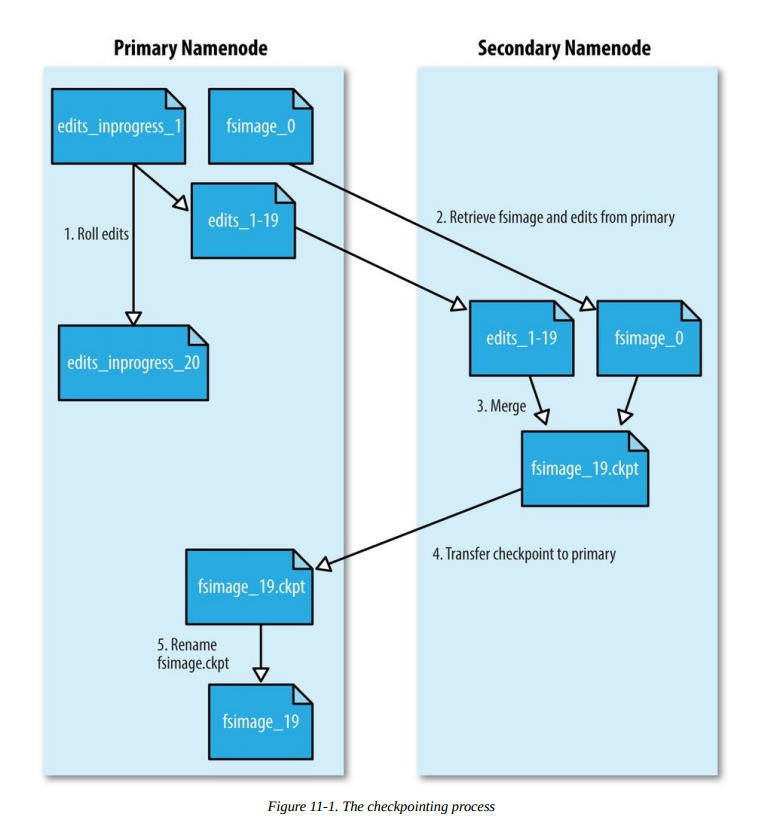 Primary Namenode
Secondary Namenode
edits_inprogress_1
fsimage_0
edits_1-19
1. Roll edits
2. Retrieve fsimage and edits from primary
edits_inprogress_20
edits_1-19
fsimage_0
3. Merge
fsimage_19.ckpt
4. Transfer checkpoint to primary
fsimage_19.ckpt
5. Rename
fsimage.ckpt
fsimage_19
Figure 11-1. The checkpointing process